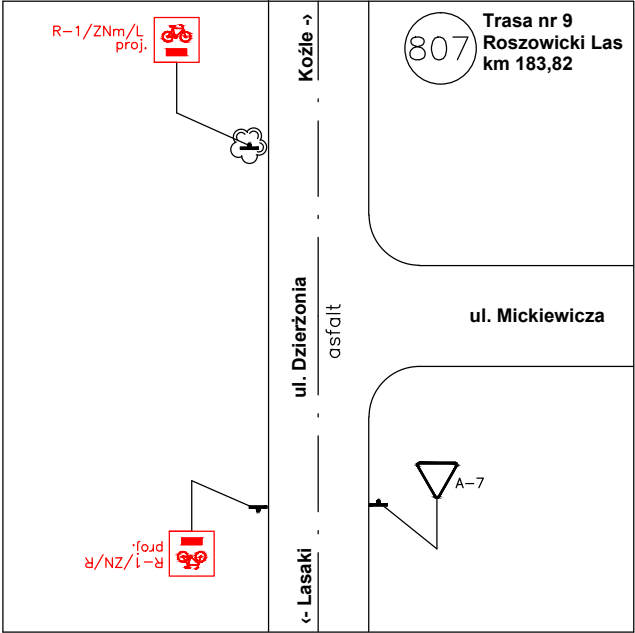 R-1/ZNm/L
proj.
Koźle ->
807
Trasa nr 9
Roszowicki Las
km 183,82
ul. Dzierżonia
asfalt
ul. Mickiewicza
A-7
R-1/ZN/R
proj.
<- Lasaki